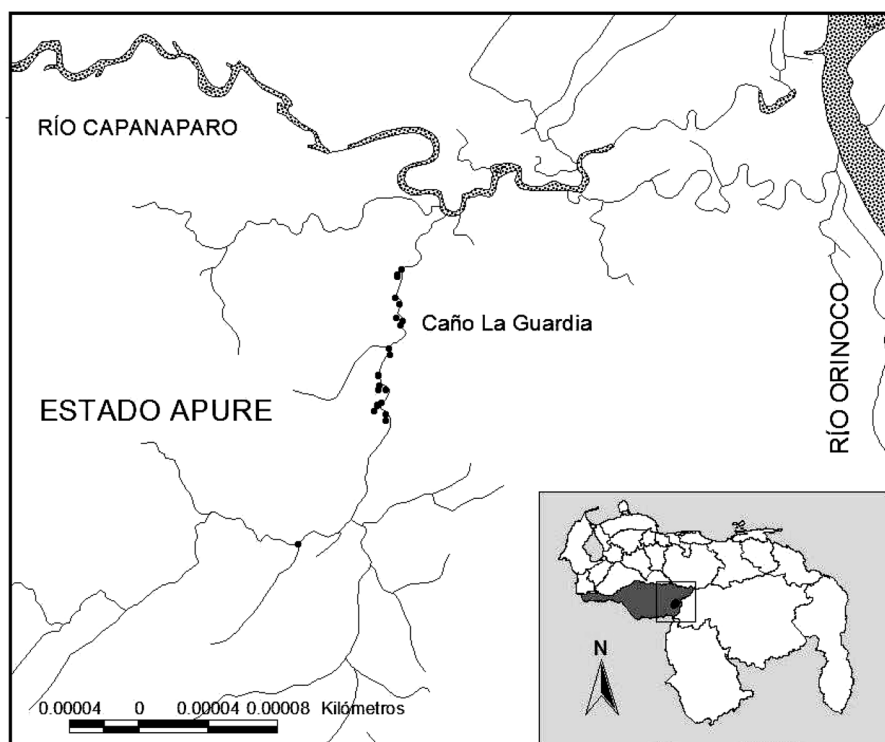 RÍO CAPANAPARO
Caño La Guardia
RÍO ORINOCO
ESTADO APURE
N
0.00004 0 0.00004 0.00008 Kilómetros